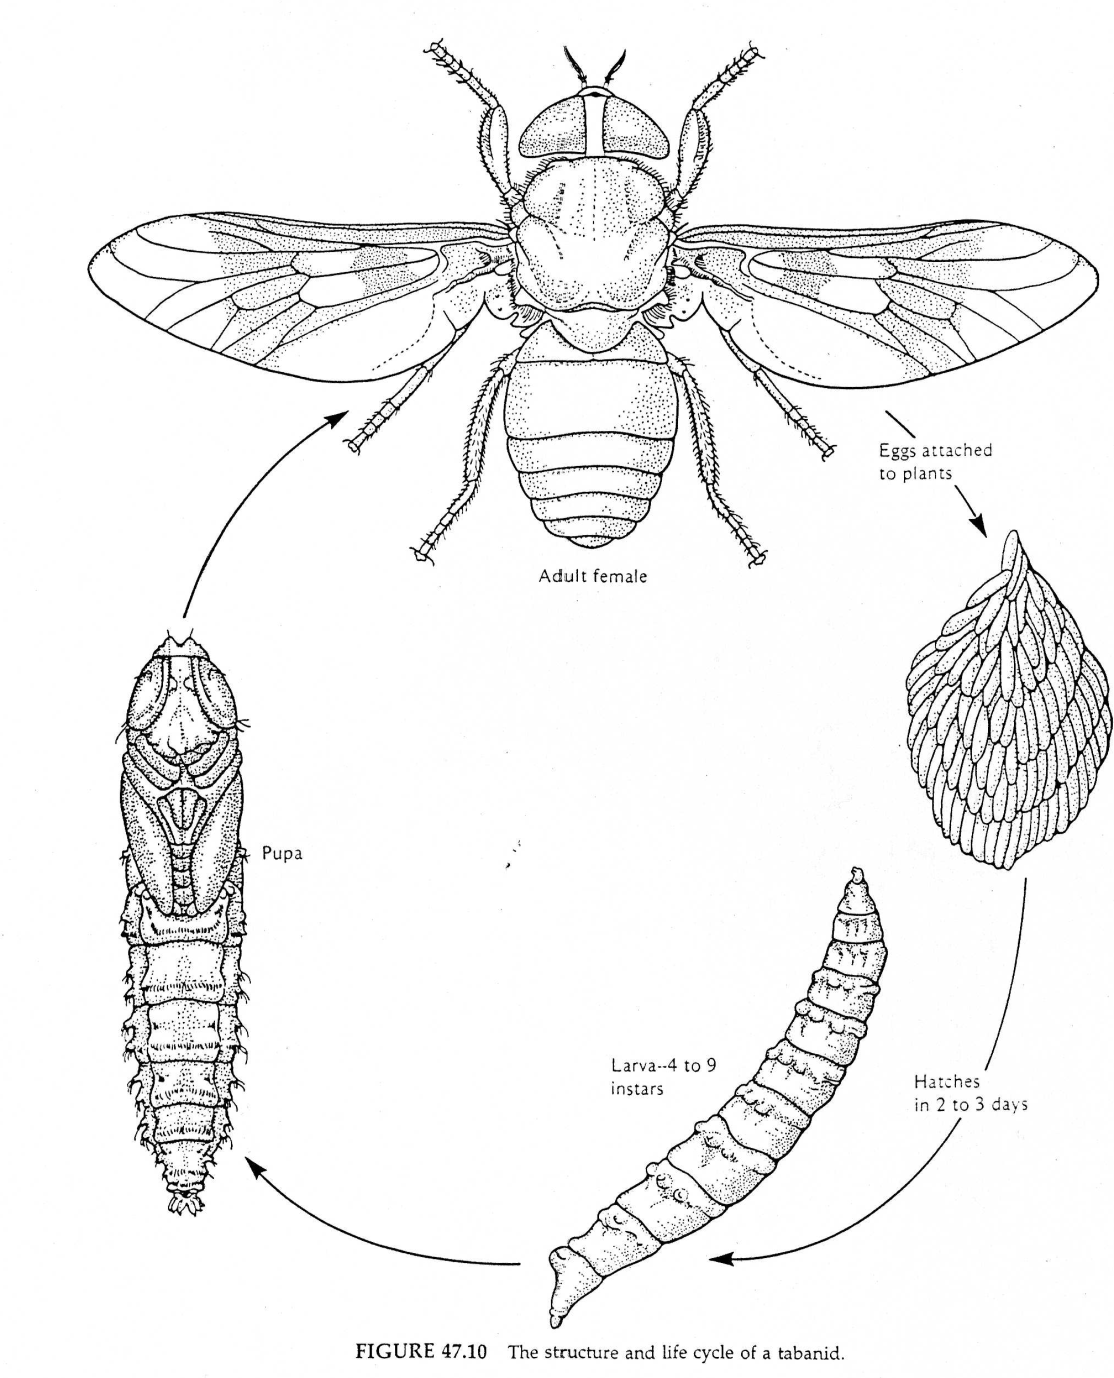 Eggs attached
to plants
Adult female
Pupa
Larva--4 to 9
instars
Hatches
in 2 to 3 days
FIGURE 47.10 The structure and life cycle of a tabanid.